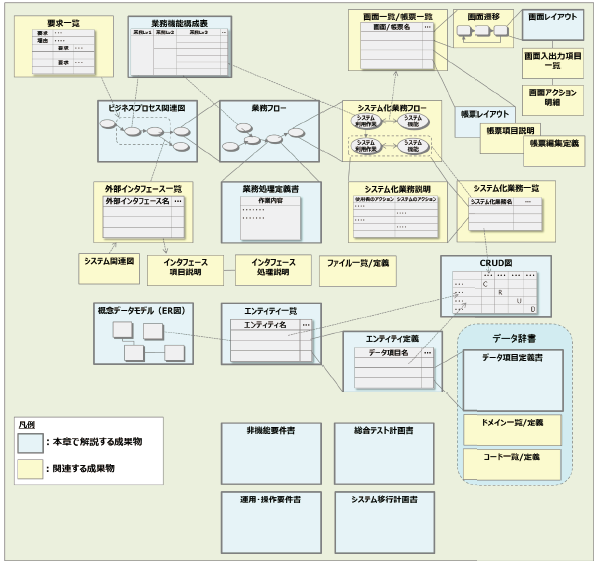 要求一覧
要求 ….
理由 ….
要求 ….
要求 ….
業務機能構成表
業務Lv1 業務Lv2 業務Lv3 …
画面一覧/帳票一覧
画面/帳票名 …
画面遷移
画面レイアウト
画面入出力項目
一覧
画面アクション
明細
帳票レイアウト
帳票項目説明
帳票編集定義
ビジネスプロセス関連図
業務フロー
システム化業務フロー
システム
利用作業
システム
機能
システム
利用作業
システム
機能
外部インタフェース一覧
外部インタフェース名 …
業務処理定義書
作業内容
…….
…….
システム化業務説明
使用者のアクション システムのアクション
システム化業務一覧
システム化業務名 …
システム関連図
インタフェース
項目説明
インタフェース
処理説明
ファイル一覧/定義
CRUD図
C
R
U
D
概念データモデル（ER図）
エンティティ一覧
エンティティ名 …
エンティティ定義
データ項目名 …
データ辞書
データ項目定義書
ドメイン一覧/定義
コード一覧/定義
凡例
：本章で解説する成果物
：関連する成果物
非機能要件書
総合テスト計画書
運用・操作要件書
システム移行計画書